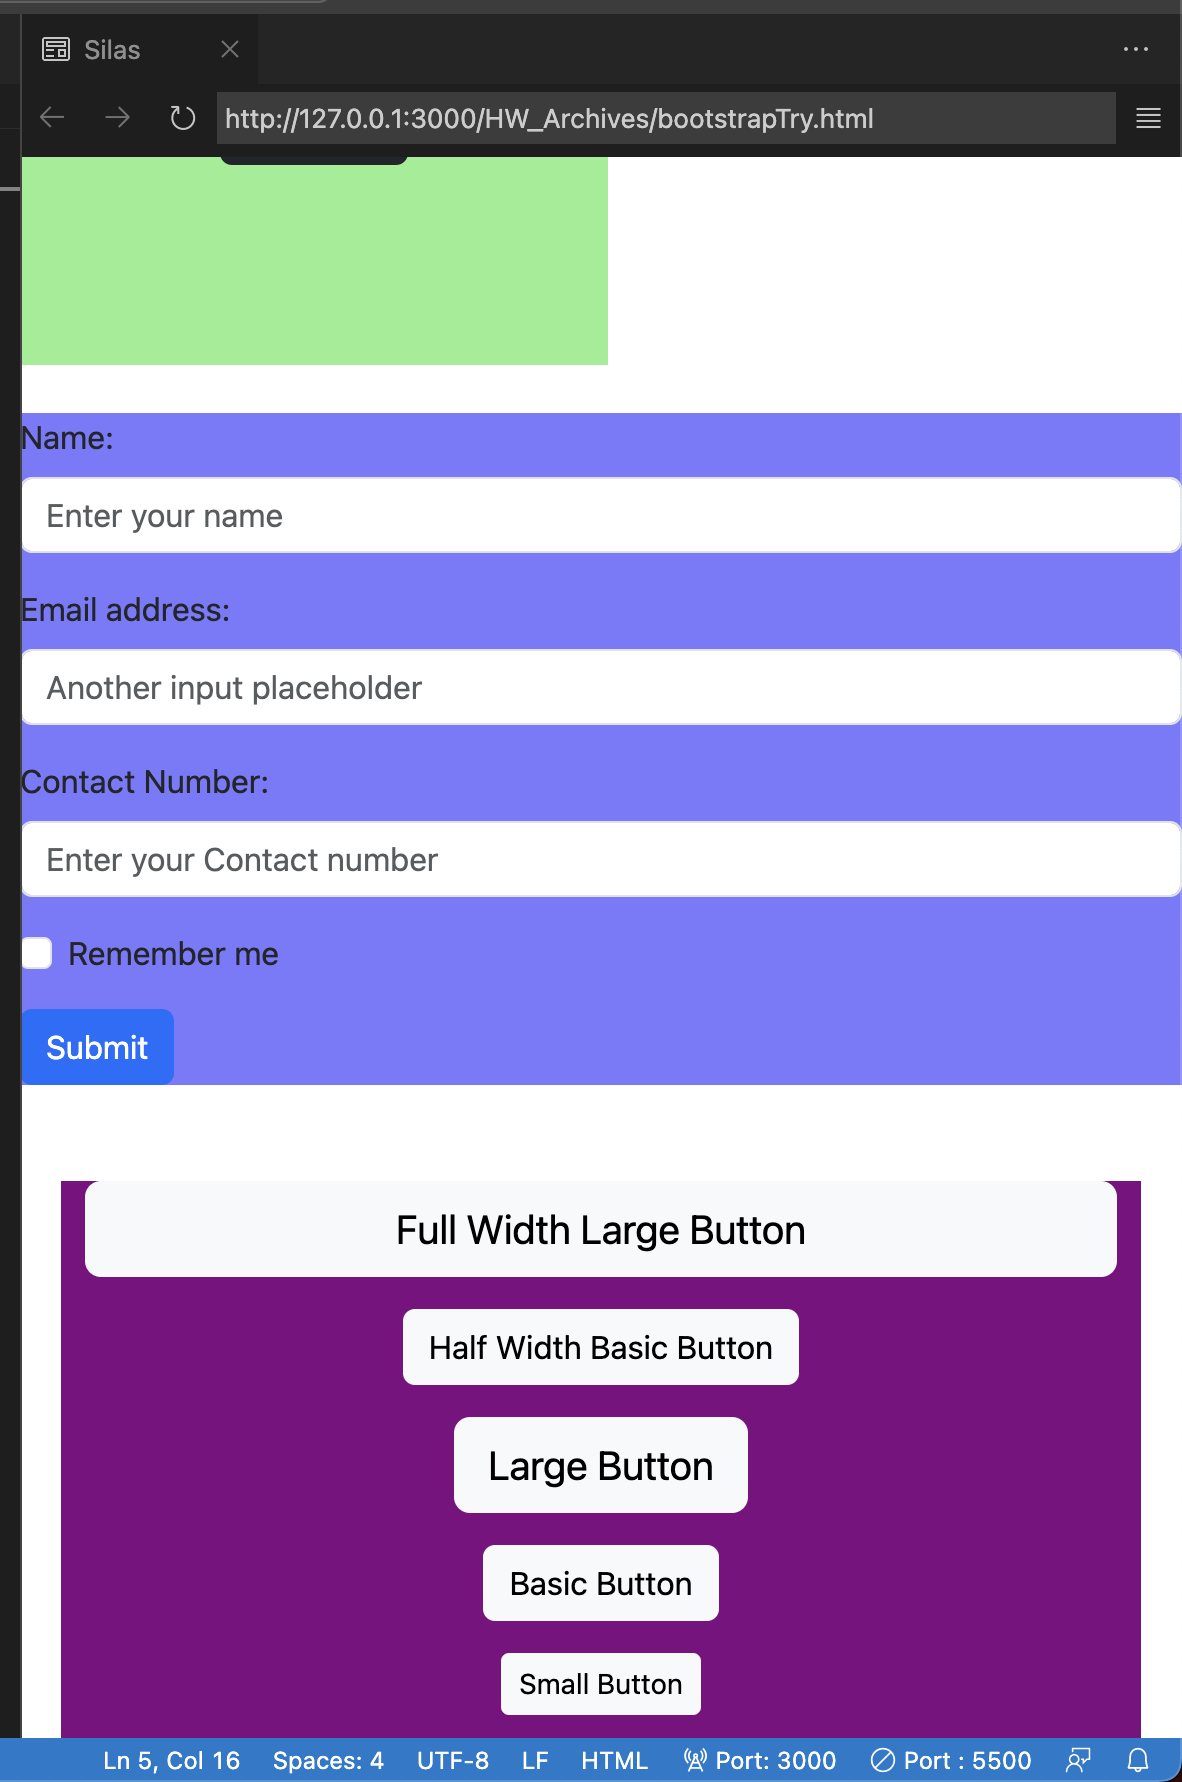 Silas
http://127.0.0.1:3000/HW_Archives/bootstrapTry.html
Name:
Enter your name
Email address:
Another input placeholder
Contact Number:
Enter your Contact number
Remember me
Submit
Full Width Large Button
Half Width Basic Button
Large Button
Basic Button
Small Button
Ln 5, Col 16 Spaces: 4 UTF-8 LF HTML Port: 3000 Port : 5500